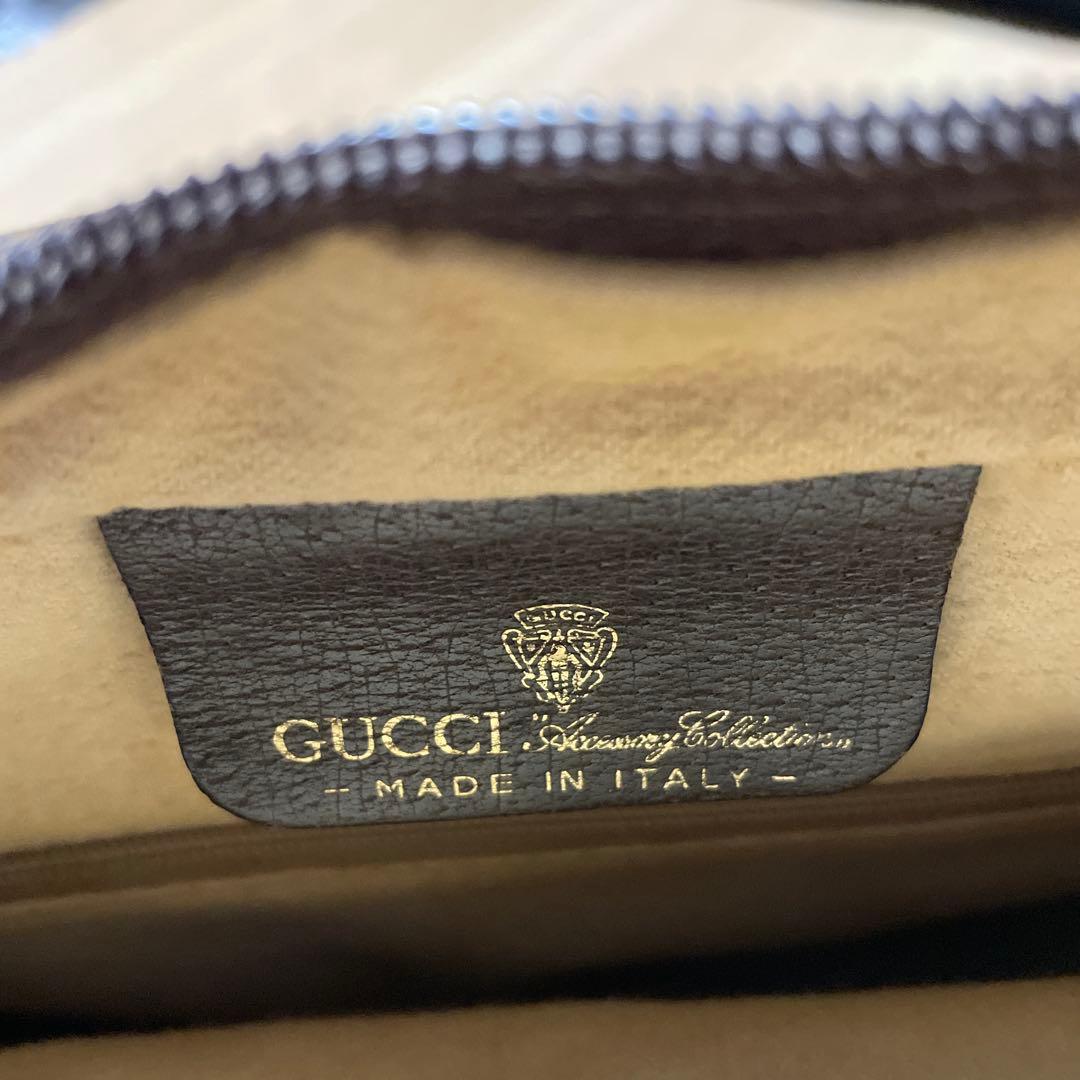 GUCCI
GUCCI "Accessory Collection"
- MADE IN ITALY -